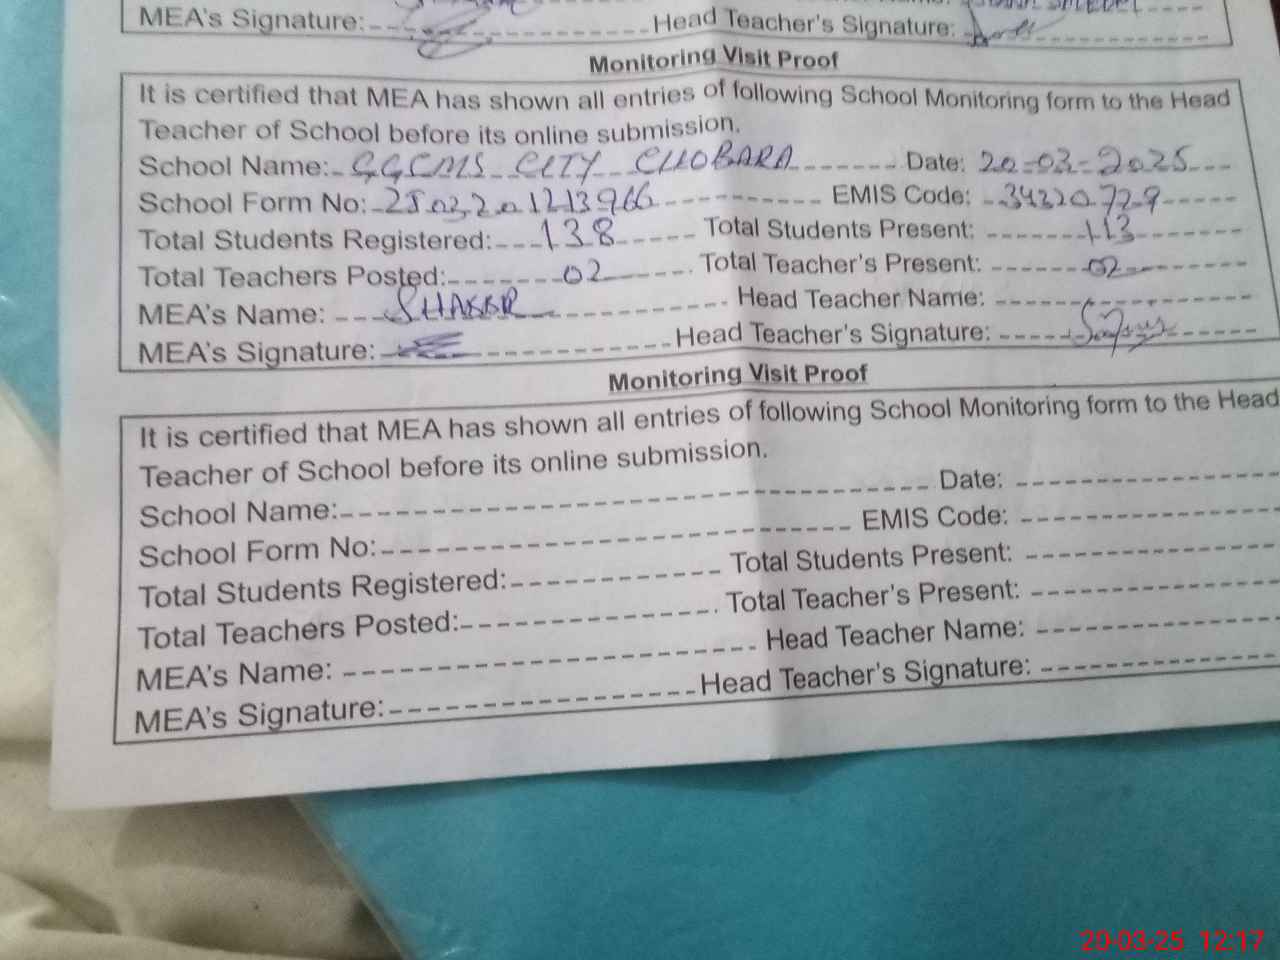 MEA's Signature: Head Teacher's Signature:
Monitoring Visit Proof
It is certified that MEA has shown all entries of following School Monitoring form to the Head
Teacher of School before its online submission.
School Name: GGCMS CITY CHOBARA Date: 20-03-2025
School Form No: 2503201213966 EMIS Code: 34320729
Total Students Registered: 138 Total Students Present: 113
Total Teachers Posted: 02 Total Teacher's Present: 02
MEA's Name: Head Teacher Name:
MEA's Signature: Head Teacher's Signature:
Monitoring Visit Proof
It is certified that MEA has shown all entries of following School Monitoring form to the Head
Teacher of School before its online submission.
School Name: Date:
School Form No: EMIS Code:
Total Students Registered: Total Students Present:
Total Teachers Posted: Total Teacher's Present:
MEA's Name: Head Teacher Name:
MEA's Signature: Head Teacher's Signature:
20-03-25 12:17